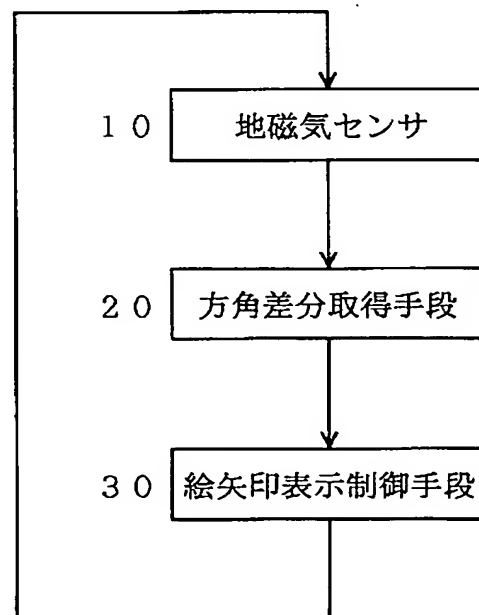 １０ 地磁気センサ
２０ 方角差分取得手段
３０ 絵矢印表示制御手段